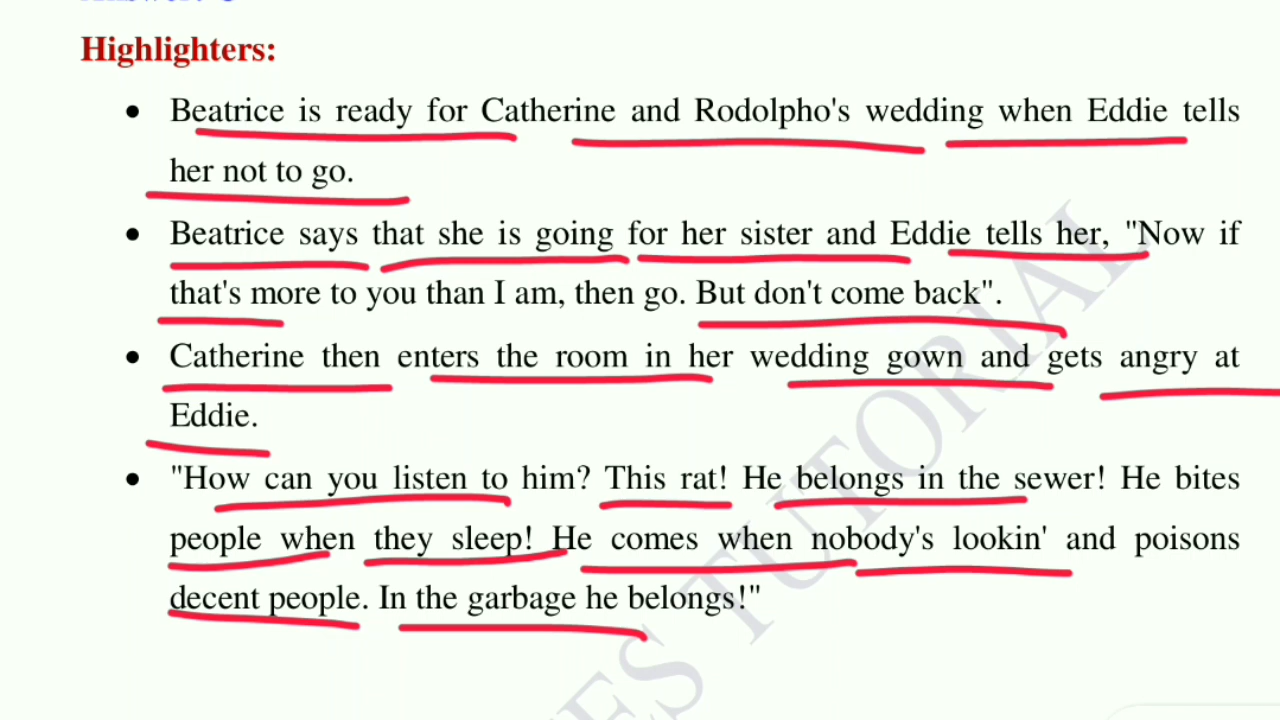 Highlighters:
• Beatrice is ready for Catherine and Rodolpho's wedding when Eddie tells
her not to go.
• Beatrice says that she is going for her sister and Eddie tells her, "Now if
that's more to you than I am, then go. But don't come back".
• Catherine then enters the room in her wedding gown and gets angry at
Eddie.
• "How can you listen to him? This rat! He belongs in the sewer! He bites
people when they sleep! He comes when nobody's lookin' and poisons
decent people. In the garbage he belongs!"
TUTORIAL